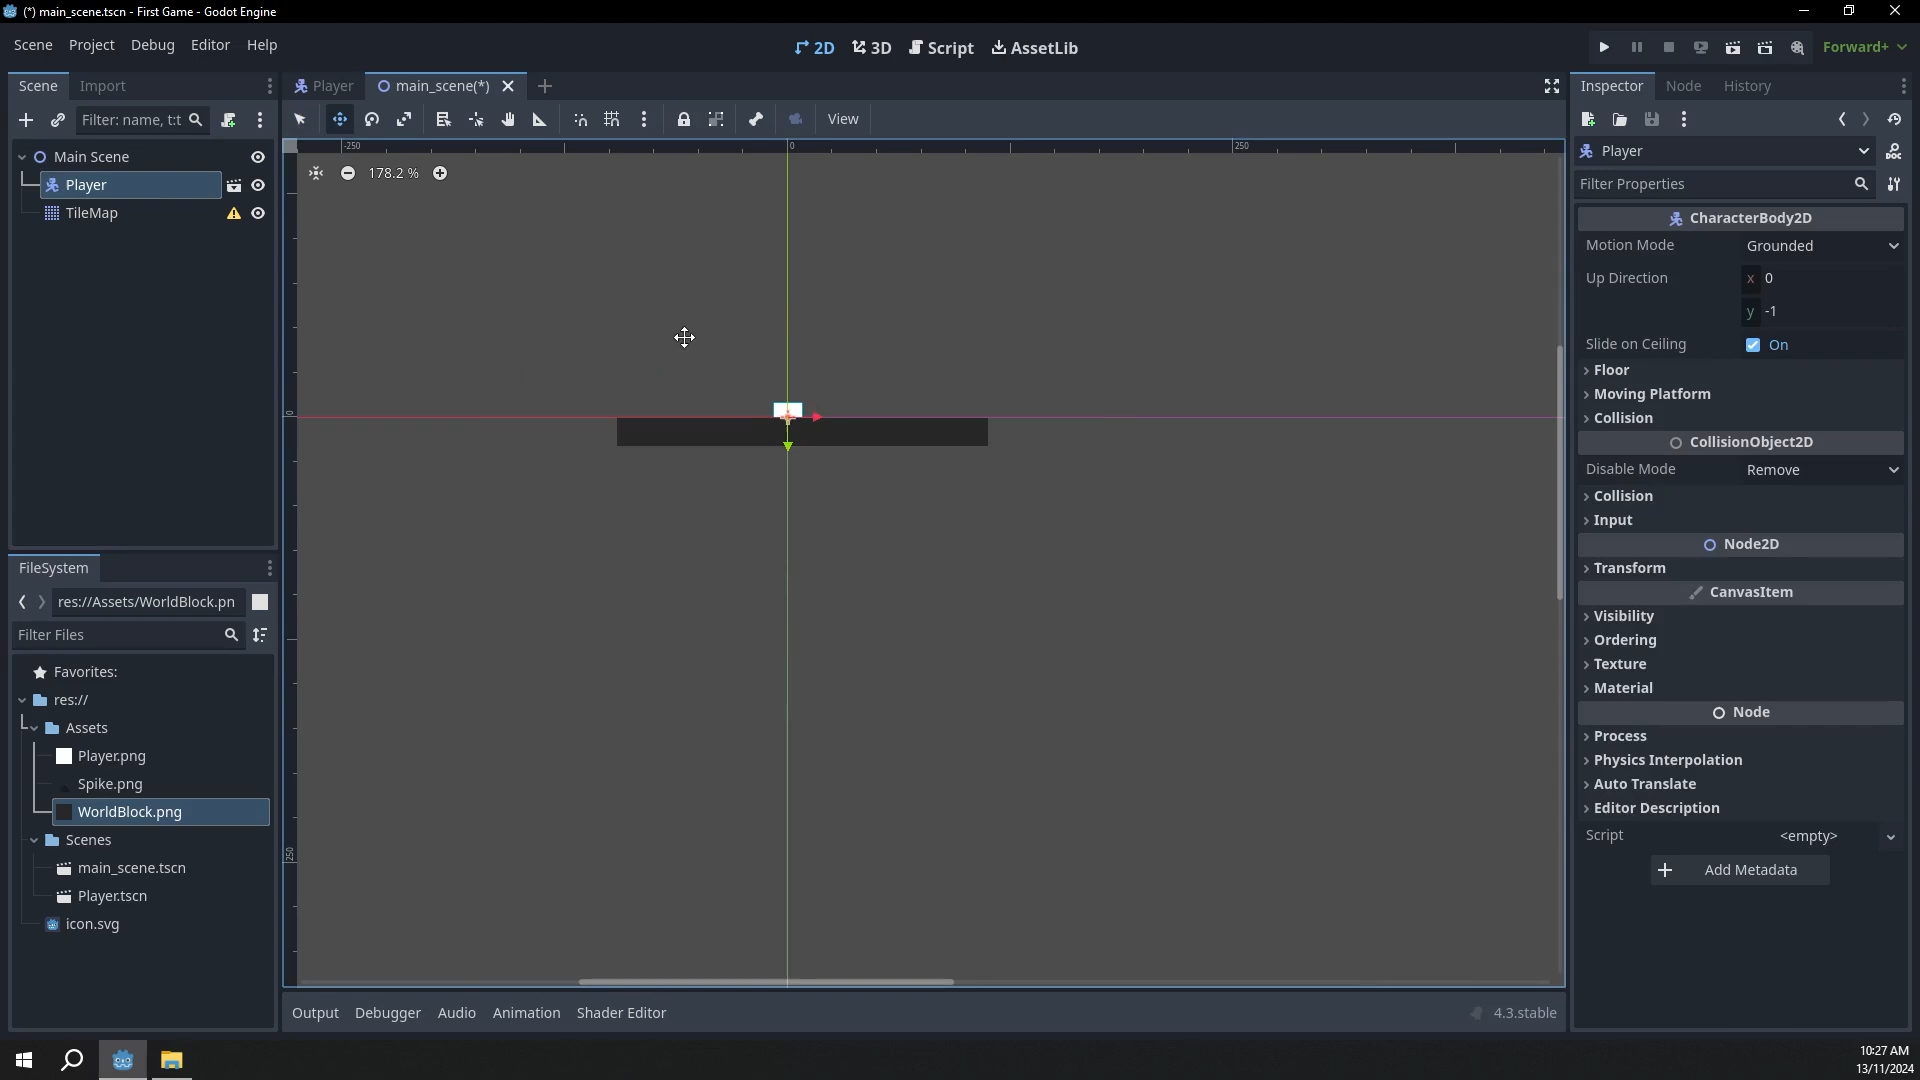 (*) main_scene.tscn - First Game - Godot Engine
Scene Project Debug Editor Help
2D 3D Script AssetLib
Forward+
Scene Import
Filter: name, t:t
Main Scene
Player
TileMap
FileSystem
res://Assets/WorldBlock.pn
Filter Files
Favorites:
res://
Assets
Player.png
Spike.png
WorldBlock.png
Scenes
main_scene.tscn
Player.tscn
icon.svg
Player main_scene(*)
View
-250 0 250
178.2 %
0
250
Output Debugger Audio Animation Shader Editor
4.3.stable
Inspector Node History
Player
Filter Properties
CharacterBody2D
Motion Mode Grounded
Up Direction x 0
y -1
Slide on Ceiling On
Floor
Moving Platform
Collision
CollisionObject2D
Disable Mode Remove
Collision
Input
Node2D
Transform
CanvasItem
Visibility
Ordering
Texture
Material
Node
Process
Physics Interpolation
Auto Translate
Editor Description
Script <empty>
Add Metadata
10:27 AM
13/11/2024